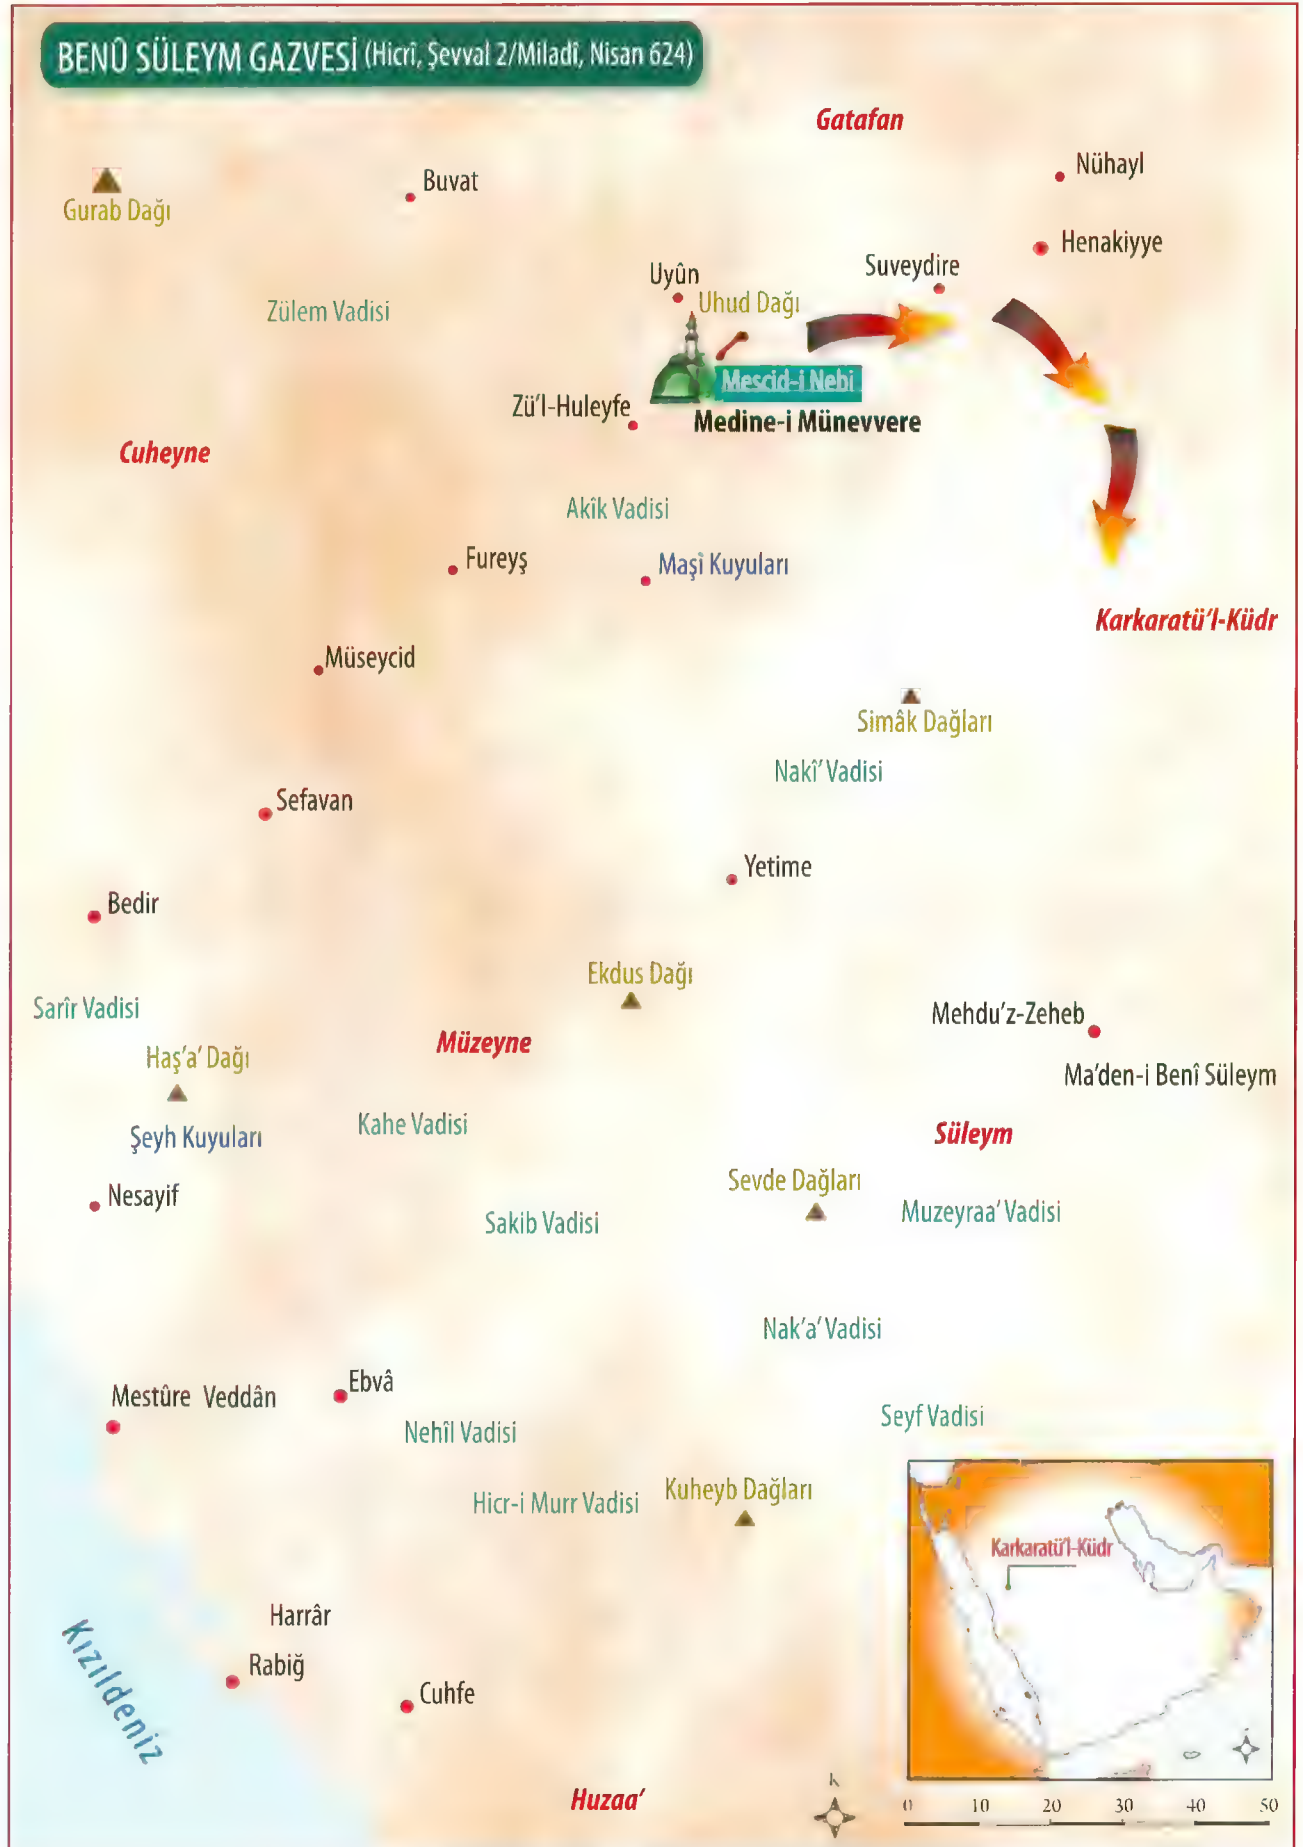 BENÛ SÜLEYM GAZVESİ (Hicrî, Şevval 2/Miladî, Nisan 624)
Gatafan
Nühayl
Buvat
Gurab Dağı
Henakiyye
Suveydire
Uyûn
Uhud Dağı
Zülem Vadisi
Mescid-i Nebi
Zü'l-Huleyfe
Medine-i Münevvere
Cuheyne
Akîk Vadisi
Fureyş
Maşî Kuyuları
Karkaratü'l-Küdr
Müseycid
Simâk Dağları
Nakî' Vadisi
Sefavan
Yetime
Bedir
Ekdus Dağı
Sarîr Vadisi
Mehdu'z-Zeheb
Müzeyne
Haş'a' Dağı
Ma'den-i Benî Süleym
Kahe Vadisi
Şeyh Kuyuları
Süleym
Sevde Dağları
Nesayif
Muzeyraa' Vadisi
Sakib Vadisi
Nak'a' Vadisi
Ebvâ
Mestûre Veddân
Seyf Vadisi
Nehîl Vadisi
Kuheyb Dağları
Hicr-i Murr Vadisi
Karkaratü'l-Küdr
Harrâr
Kızıldeniz
Rabiğ
Cuhfe
Huzaa'
0 10 20 30 40 50